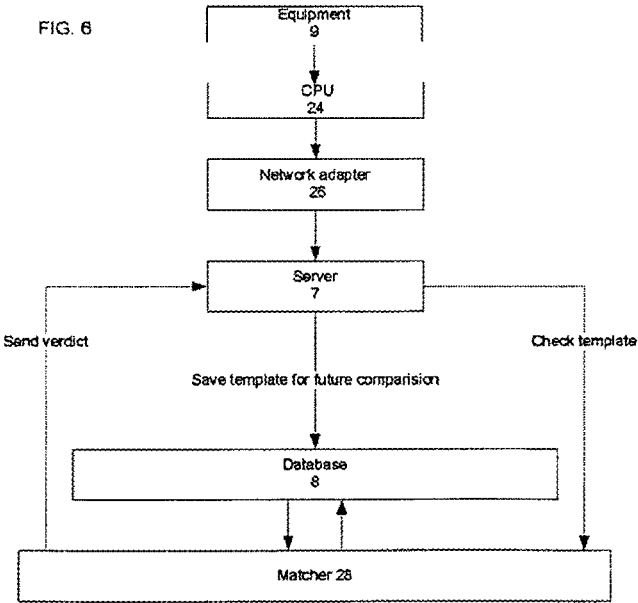 FIG. 6
Equipment
9
CPU
24
Network adapter
26
Server
7
Send verdict
Check template
Save template for future comparision
Database
8
Matcher 28